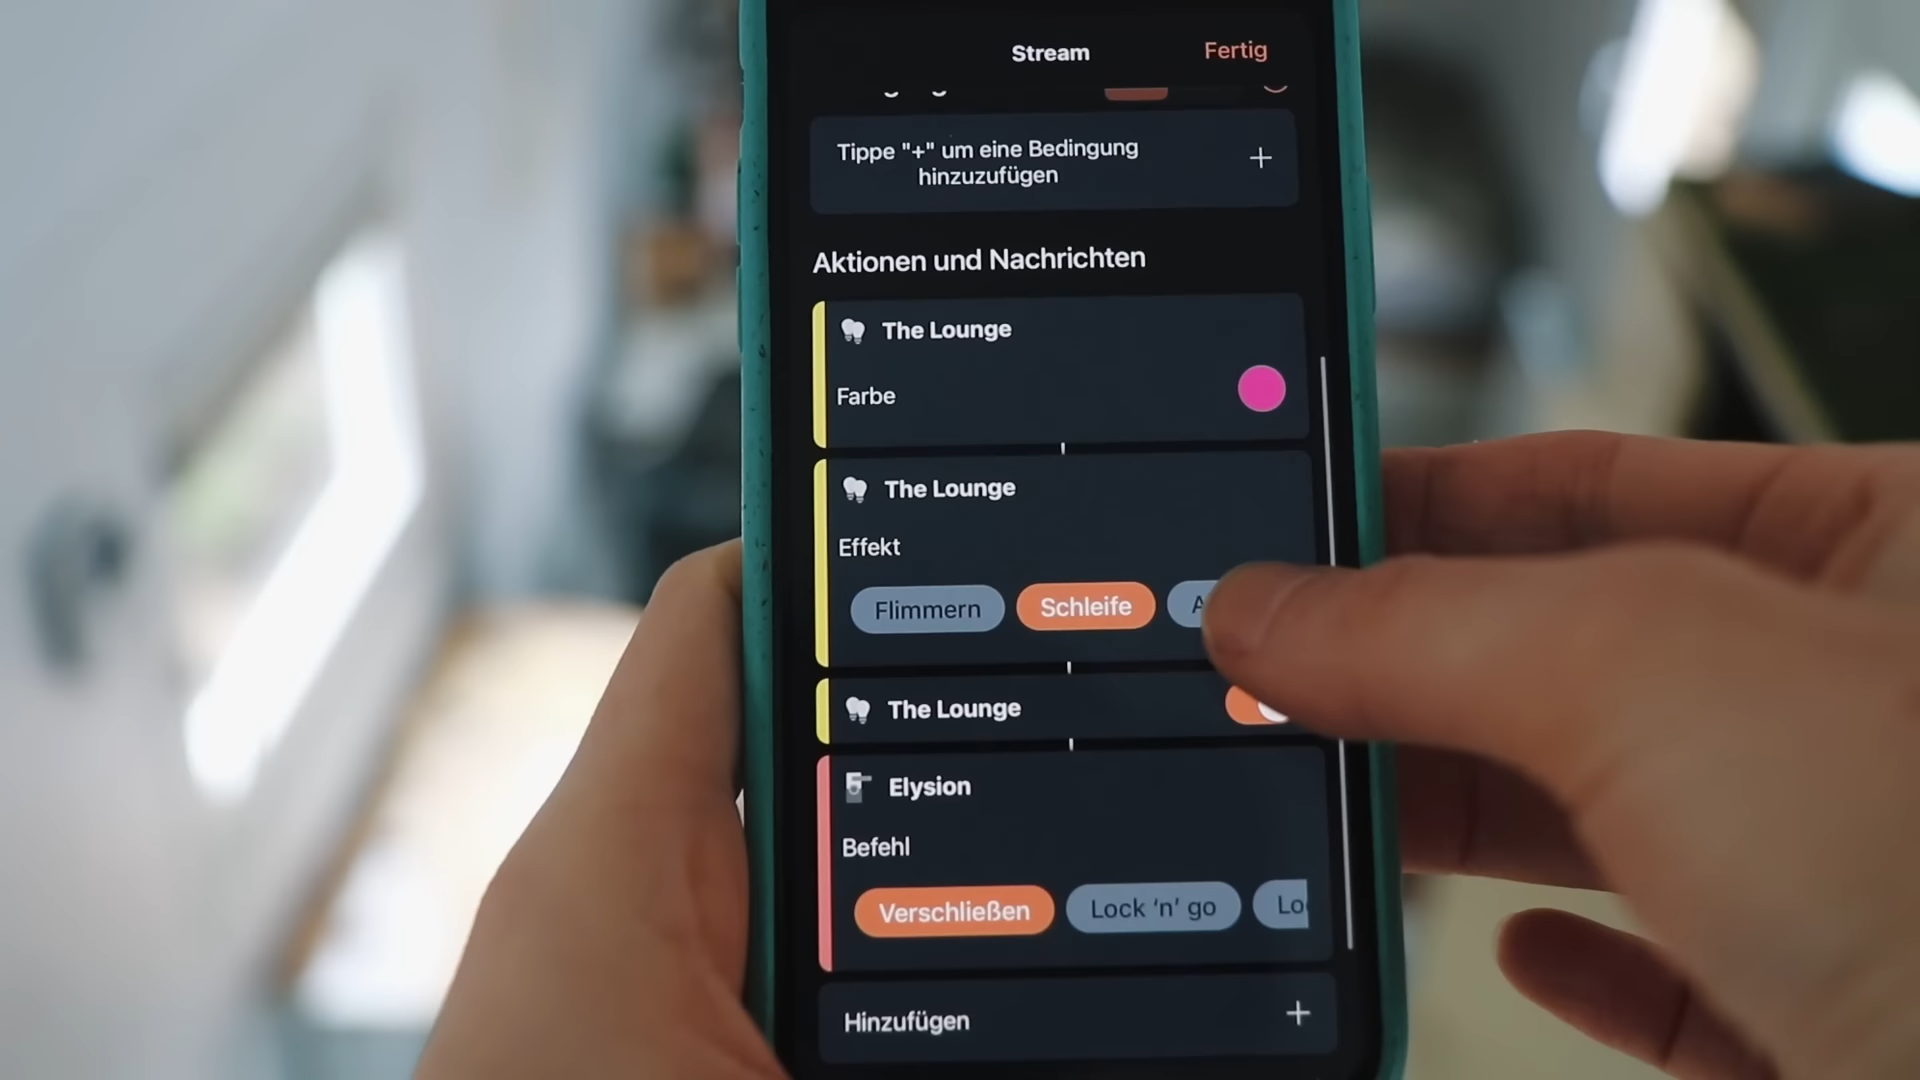 Stream
Fertig
Tippe "+" um eine Bedingung
hinzuzufügen
Aktionen und Nachrichten
The Lounge
Farbe
The Lounge
Effekt
Flimmern
Schleife
The Lounge
Elysion
Befehl
Verschließen
Lock ‘n’ go
Hinzufügen